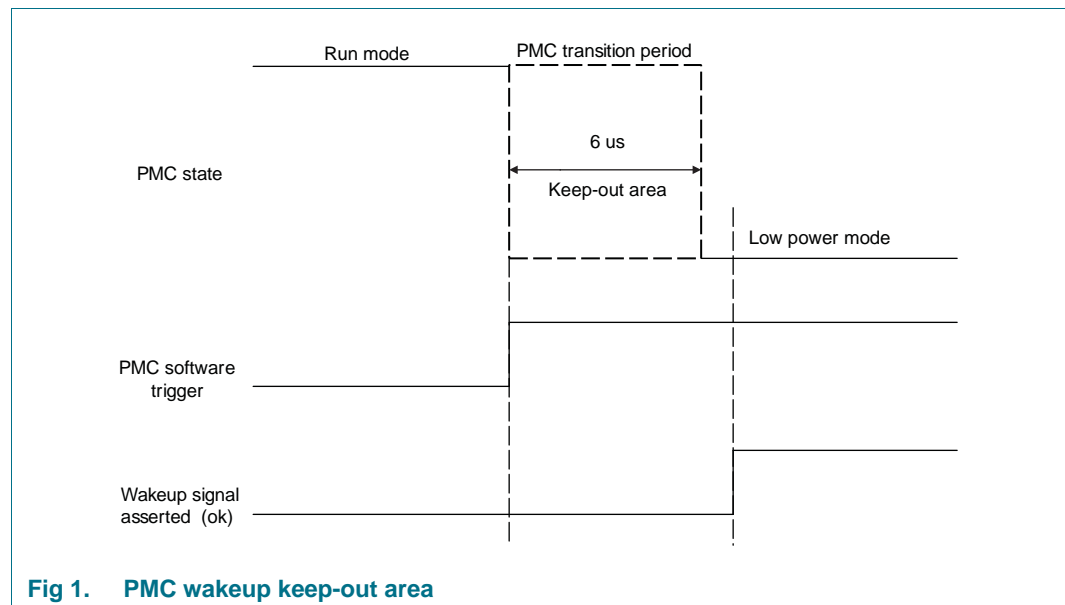 Run mode
PMC transition period
6 us
PMC state
Keep-out area
Low power mode
PMC software
trigger
Wakeup signal
asserted (ok)
Fig 1. PMC wakeup keep-out area